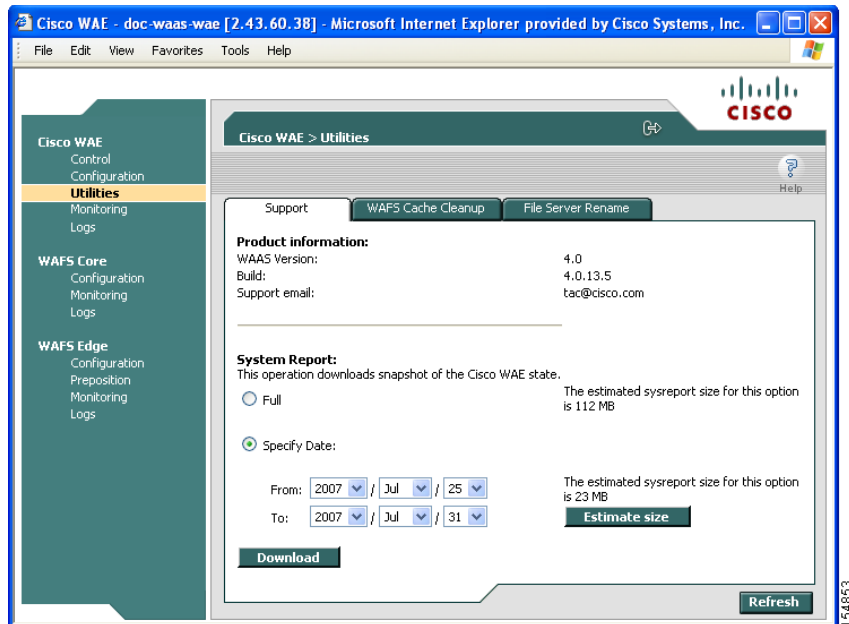 Cisco WAE - doc-waas-wae [2.43.60.38] - Microsoft Internet Explorer provided by Cisco Systems, Inc.
File Edit View Favorites Tools Help
CISCO
Cisco WAE
Control
Configuration
Utilities
Monitoring
Logs
WAFS Core
Configuration
Monitoring
Logs
WAFS Edge
Configuration
Preposition
Monitoring
Logs
Cisco WAE > Utilities
Help
Support WAFS Cache Cleanup File Server Rename
Product information:
WAAS Version: 4.0
Build: 4.0.13.5
Support email: tac@cisco.com
System Report:
This operation downloads snapshot of the Cisco WAE state.
Full
The estimated sysreport size for this option
is 112 MB
Specify Date:
From: 2007 / Jul / 25
To: 2007 / Jul / 31
The estimated sysreport size for this option
is 23 MB
Estimate size
Download
Refresh
154853